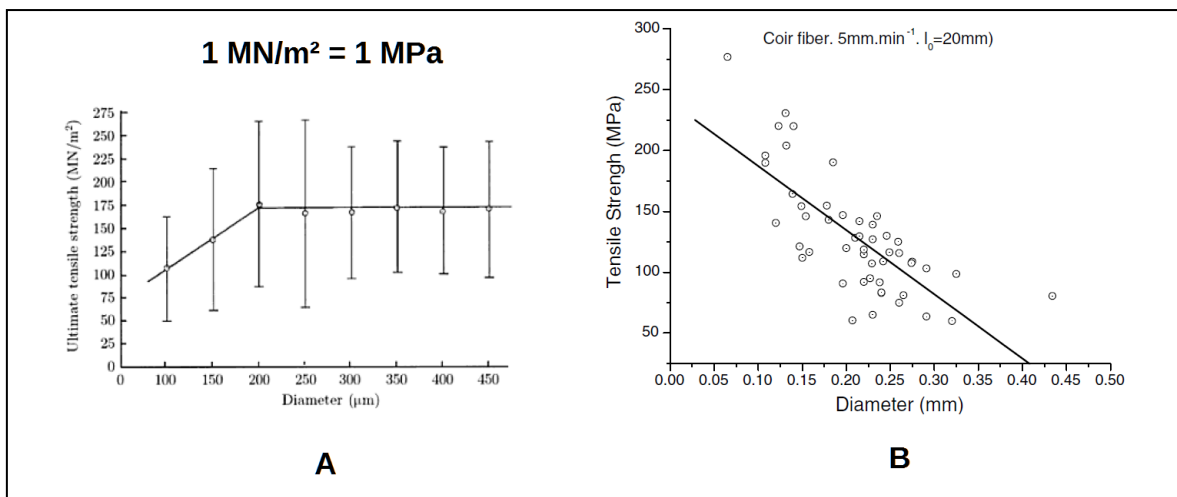 1 MN/m² = 1 MPa
Ultimate tensile strength (MN/m²)
275
250
225
200
175
150
125
100
75
50
25
0
0 100 150 200 250 300 350 400 450
Diameter (μm)
A
Coir fiber. 5mm.min⁻¹. l₀=20mm)
Tensile Strengh (MPa)
300
250
200
150
100
50
0.00 0.05 0.10 0.15 0.20 0.25 0.30 0.35 0.40 0.45 0.50
Diameter (mm)
B